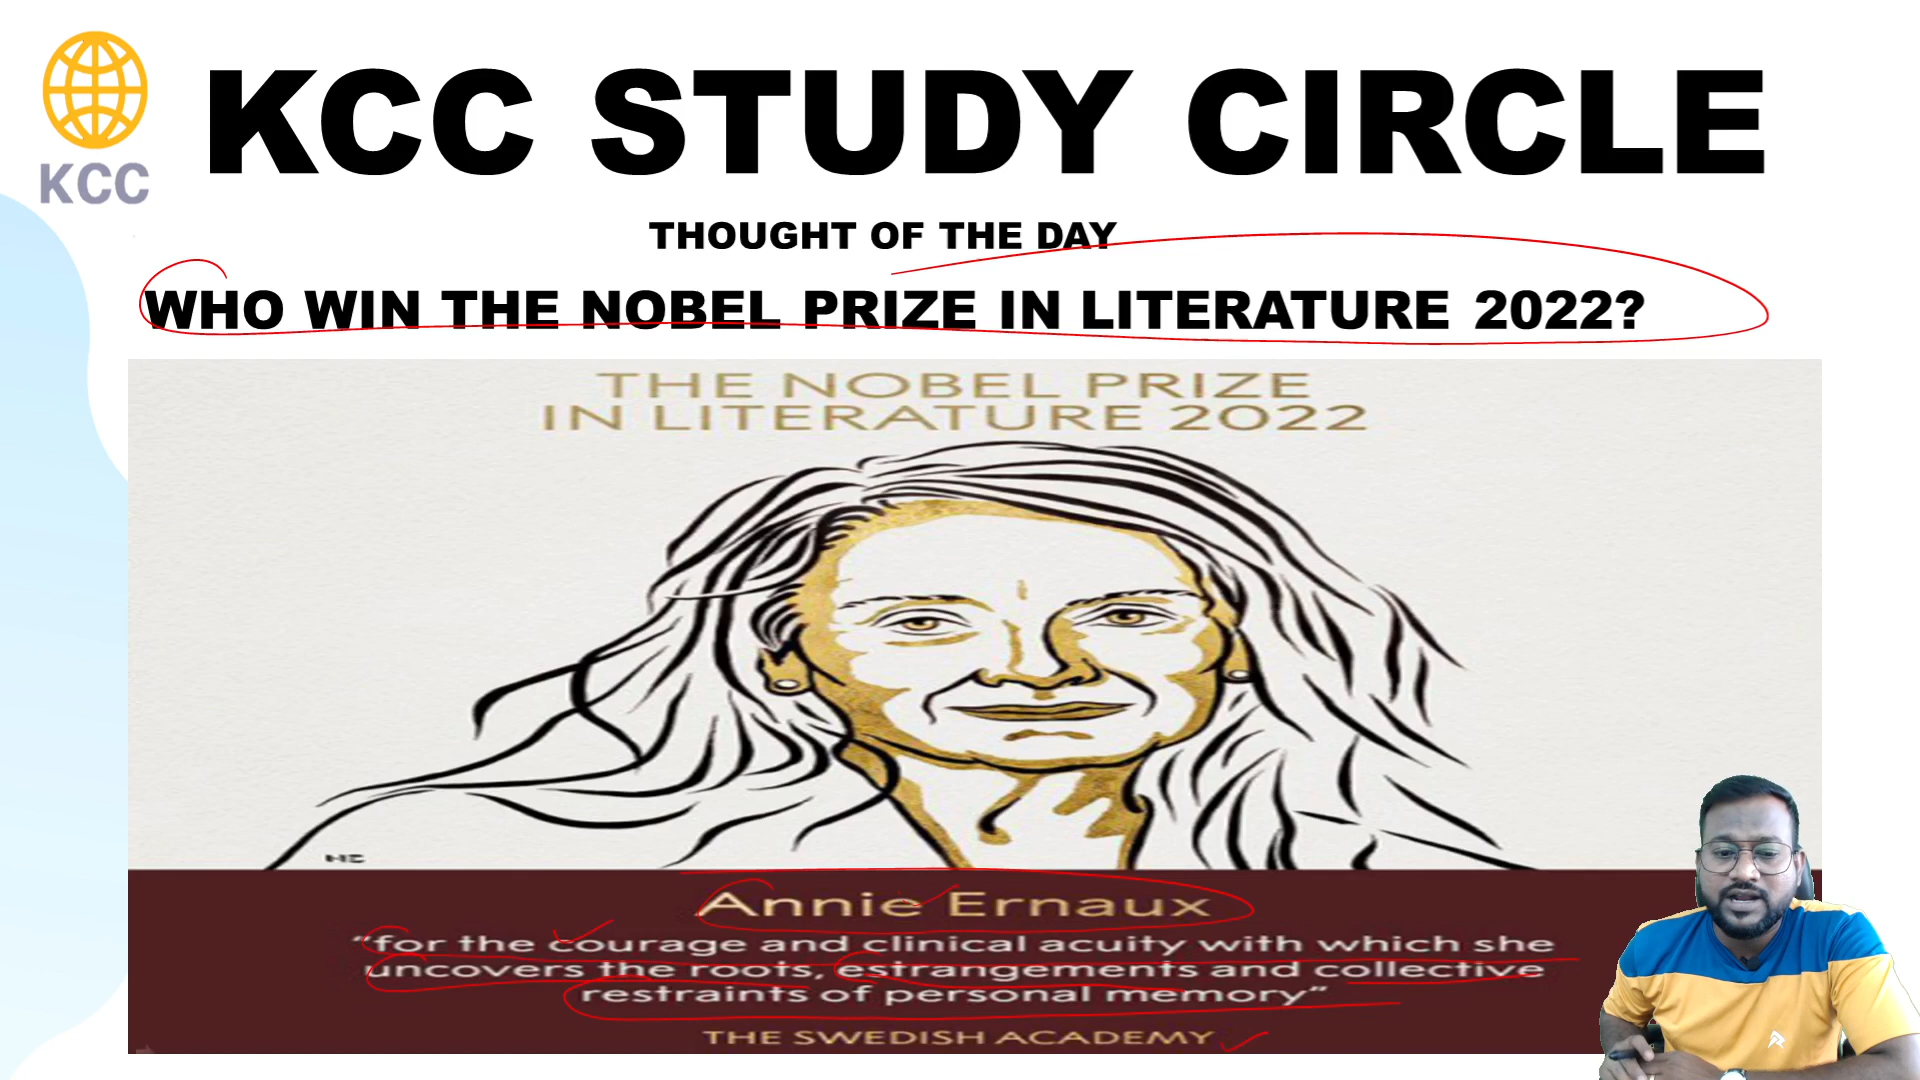 KCC
KCC STUDY CIRCLE
THOUGHT OF THE DAY
WHO WIN THE NOBEL PRIZE IN LITERATURE 2022?
THE NOBEL PRIZE
IN LITERATURE 2022
Annie Ernaux
“for the courage and clinical acuity with which she
uncovers the roots, estrangements and collective
restraints of personal memory”
THE SWEDISH ACADEMY